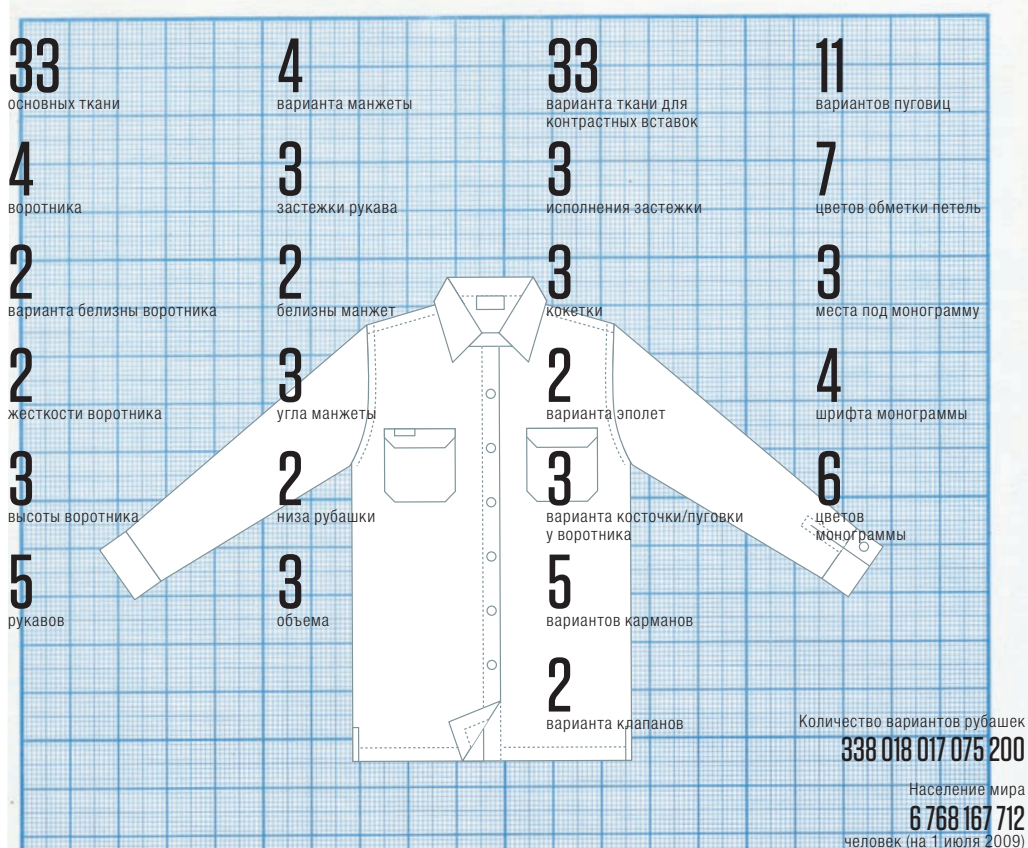 33
основных ткани
4
воротника
2
варианта белизны воротника
2
жесткости воротника
3
высоты воротника
5
рукавов
4
варианта манжеты
3
застежки рукава
2
белизны манжет
3
угла манжеты
2
низа рубашки
3
объема
33
варианта ткани для
контрастных вставок
3
исполнения застежки
3
кокетки
2
варианта эполет
3
варианта косточки/пуговки
у воротника
5
вариантов карманов
2
варианта клапанов
11
вариантов пуговиц
7
цветов обметки петель
3
места под монограмму
4
шрифта монограммы
6
цветов
монограммы
Количество вариантов рубашек
338 018 017 075 200
Население мира
6 768 167 712
человек (на 1 июля 2009)